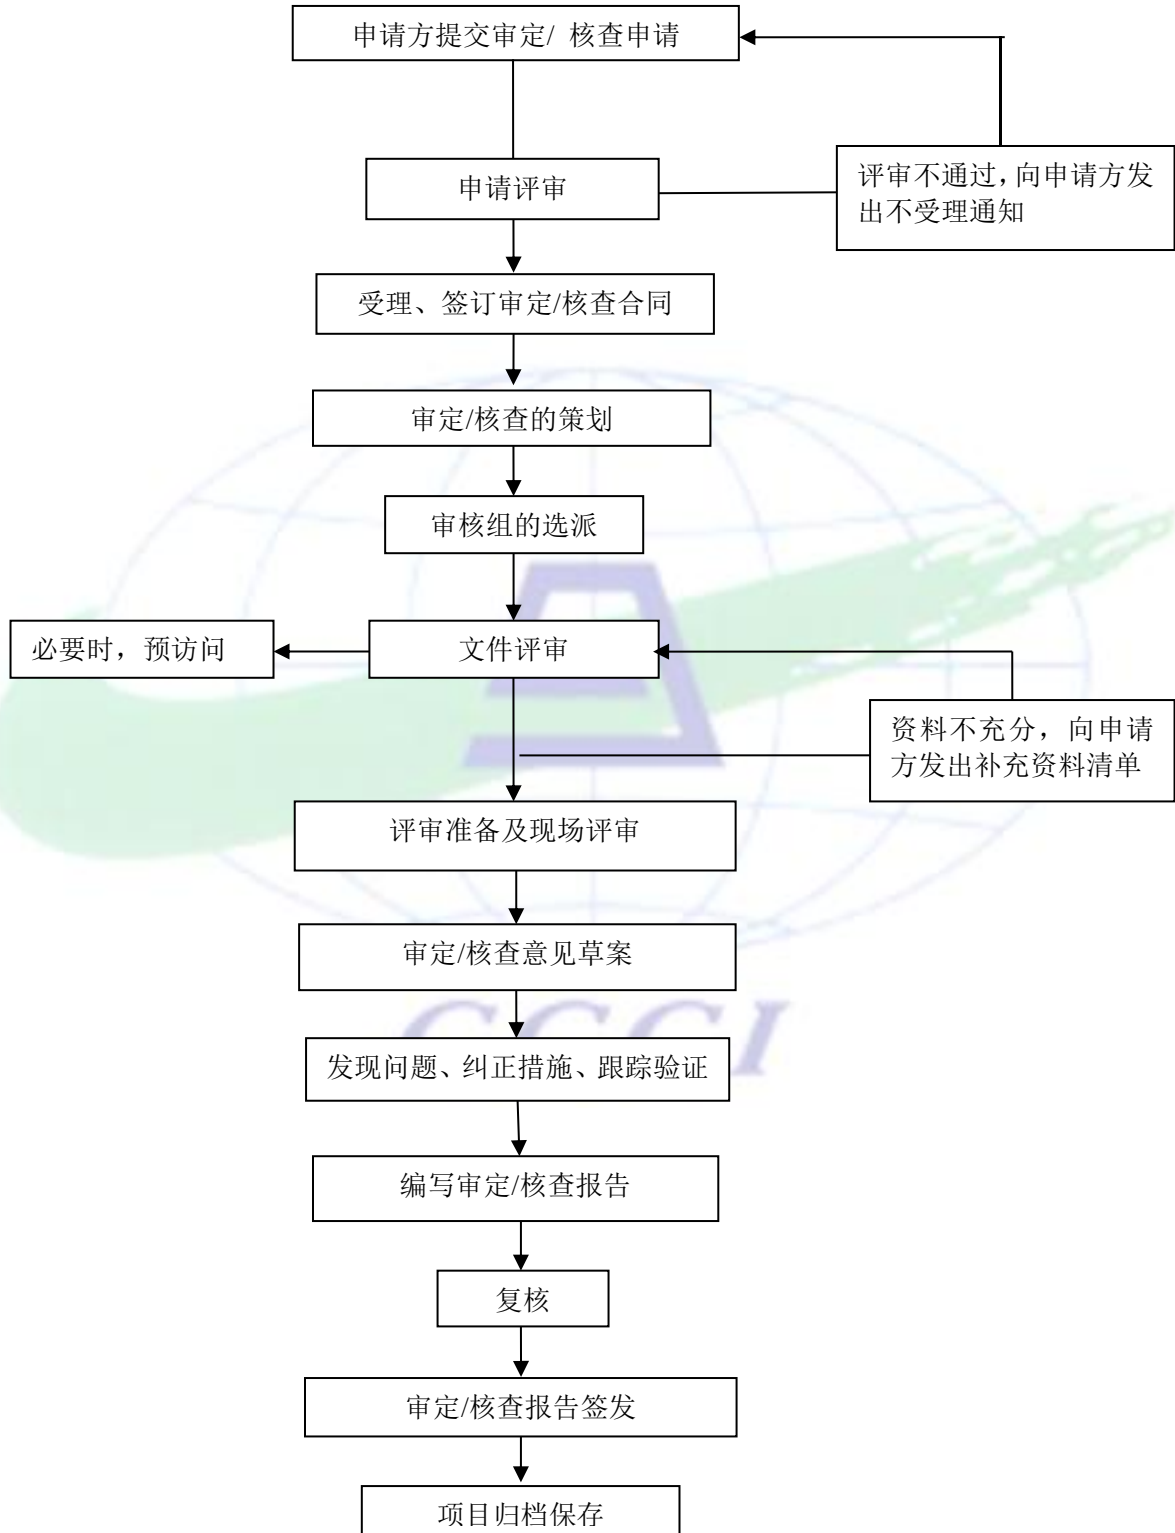 申请方提交审定/ 核查申请
申请评审
评审不通过，向申请方发
出不受理通知
受理、签订审定/核查合同
审定/核查的策划
审核组的选派
必要时，预访问
文件评审
资料不充分，向申请
方发出补充资料清单
评审准备及现场评审
审定/核查意见草案
CCCI
发现问题、纠正措施、跟踪验证
编写审定/核查报告
复核
审定/核查报告签发
项目归档保存